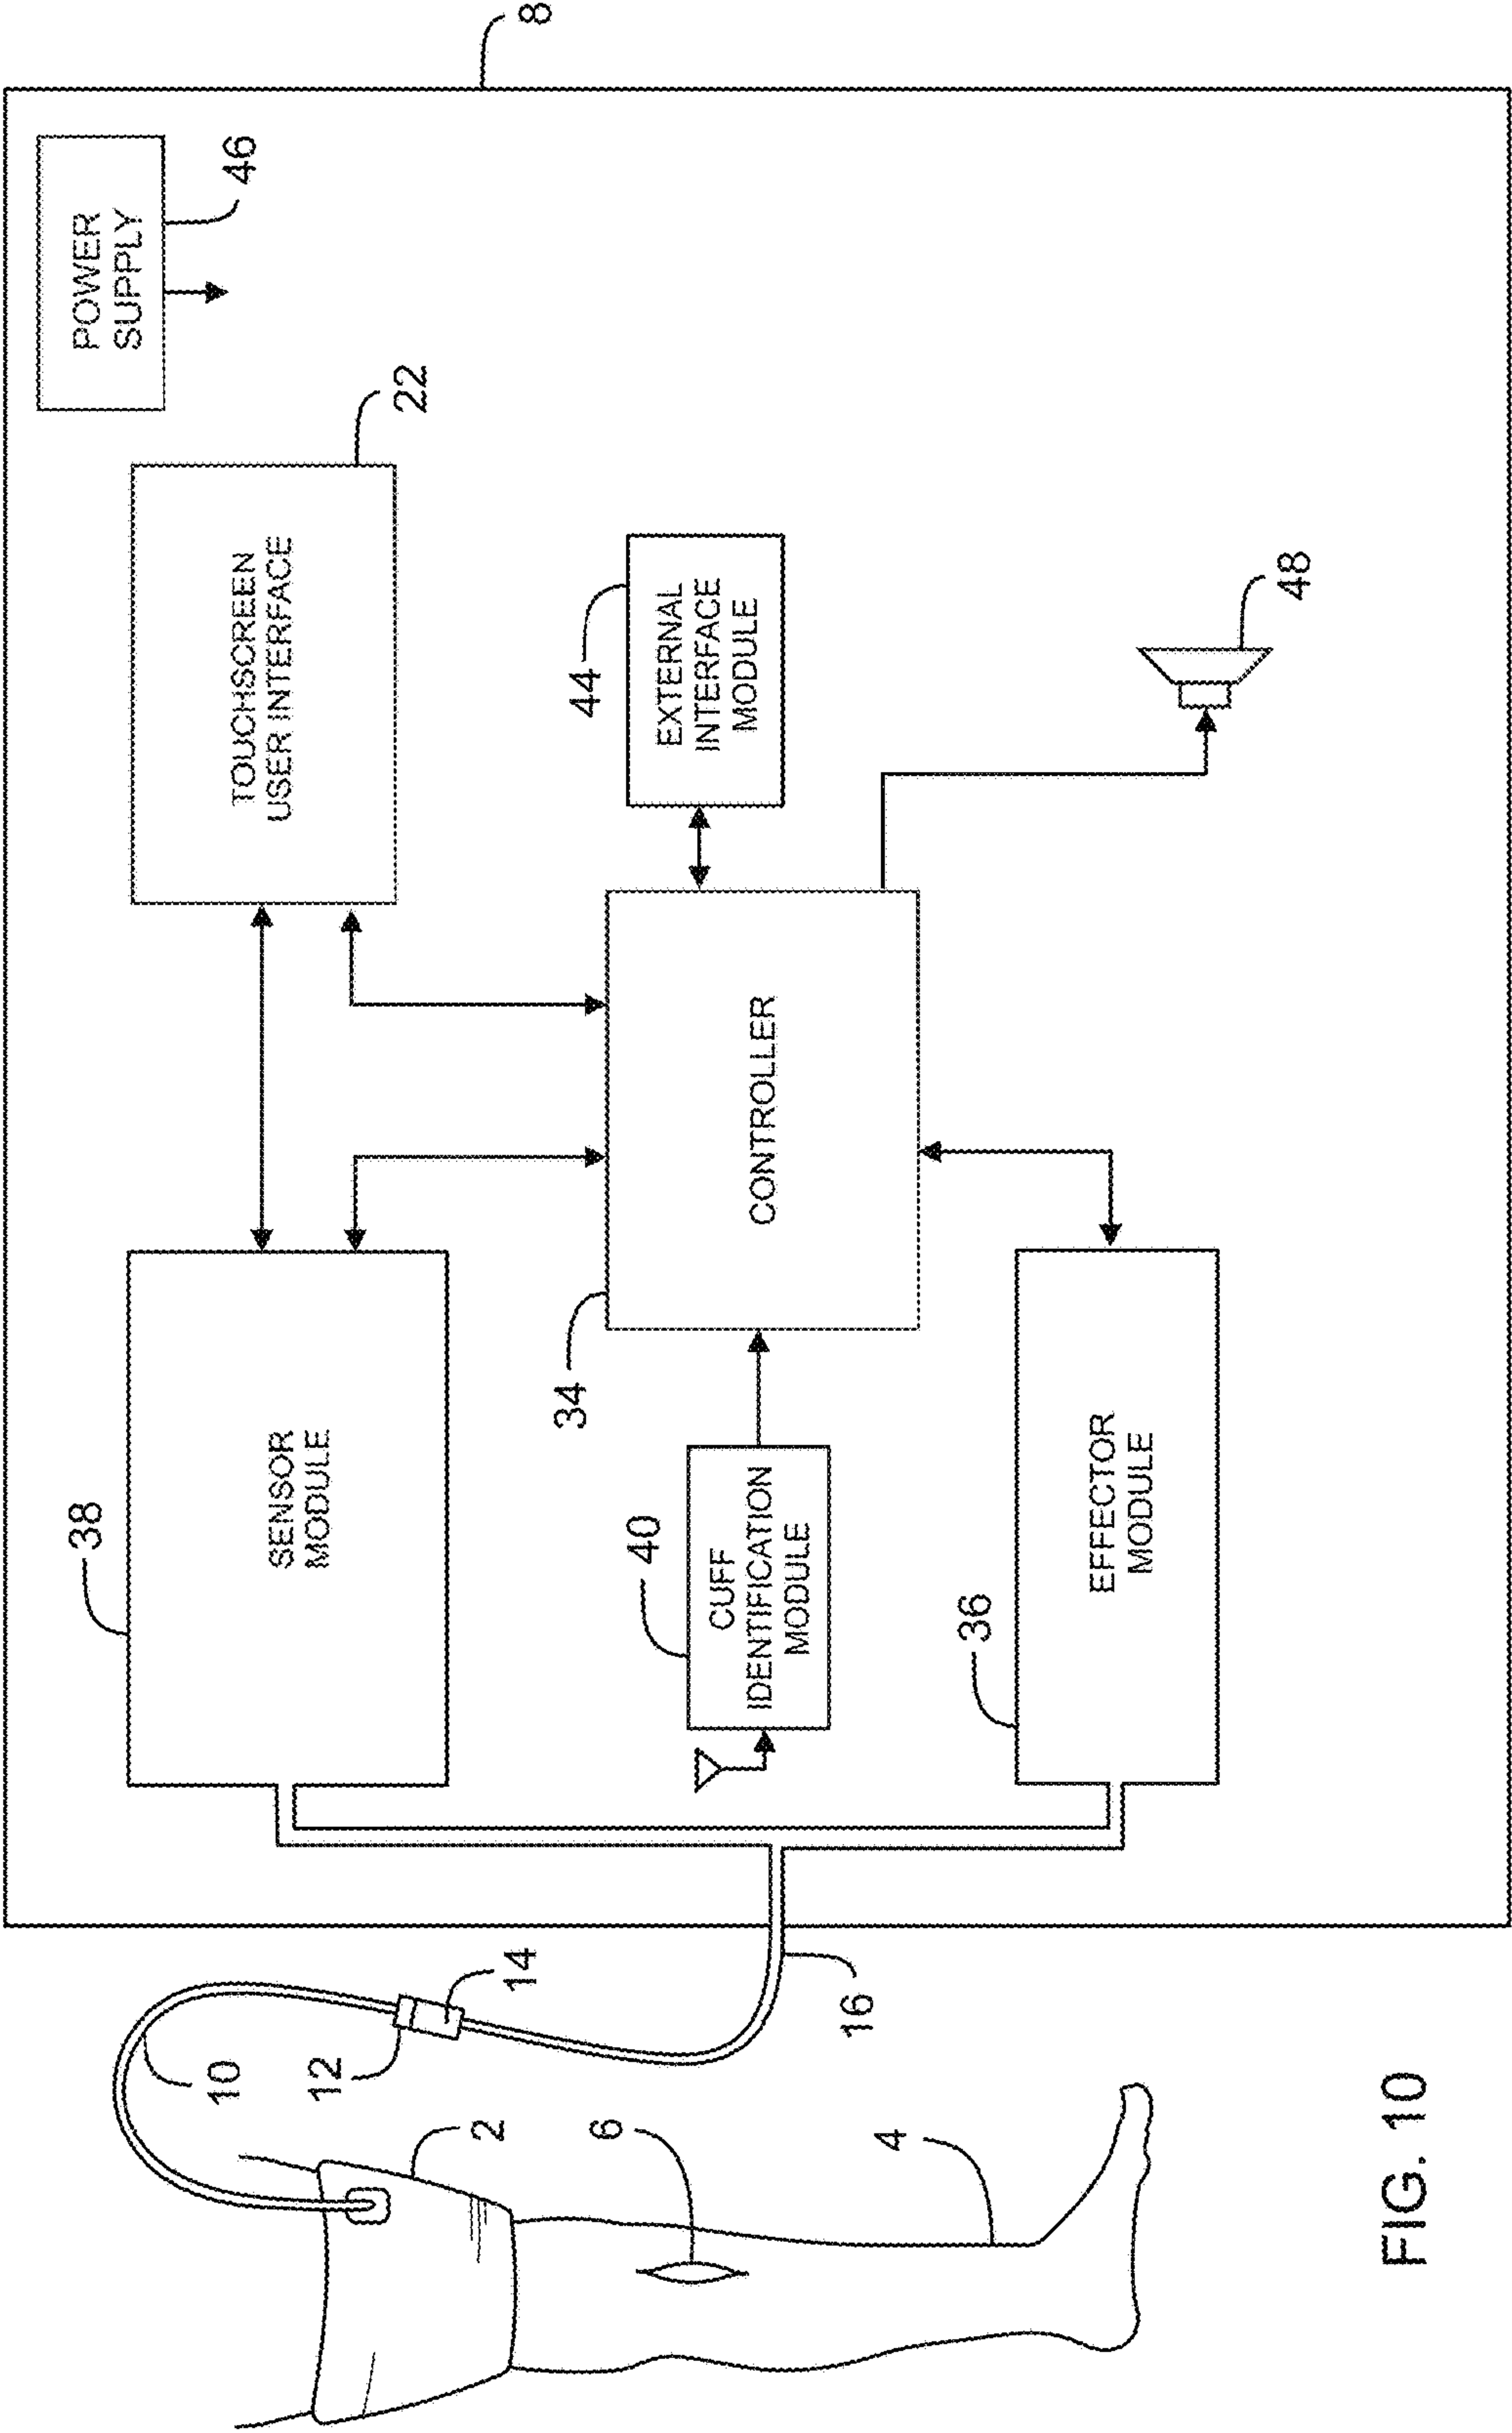 8
POWER
SUPPLY
46
TOUCHSCREEN
USER INTERFACE
22
38
SENSOR
MODULE
44
EXTERNAL
INTERFACE
MODULE
34
CONTROLLER
48
40
CUFF
IDENTIFICATION
MODULE
36
EFFECTOR
MODULE
10
12
14
16
2
6
4
FIG. 10